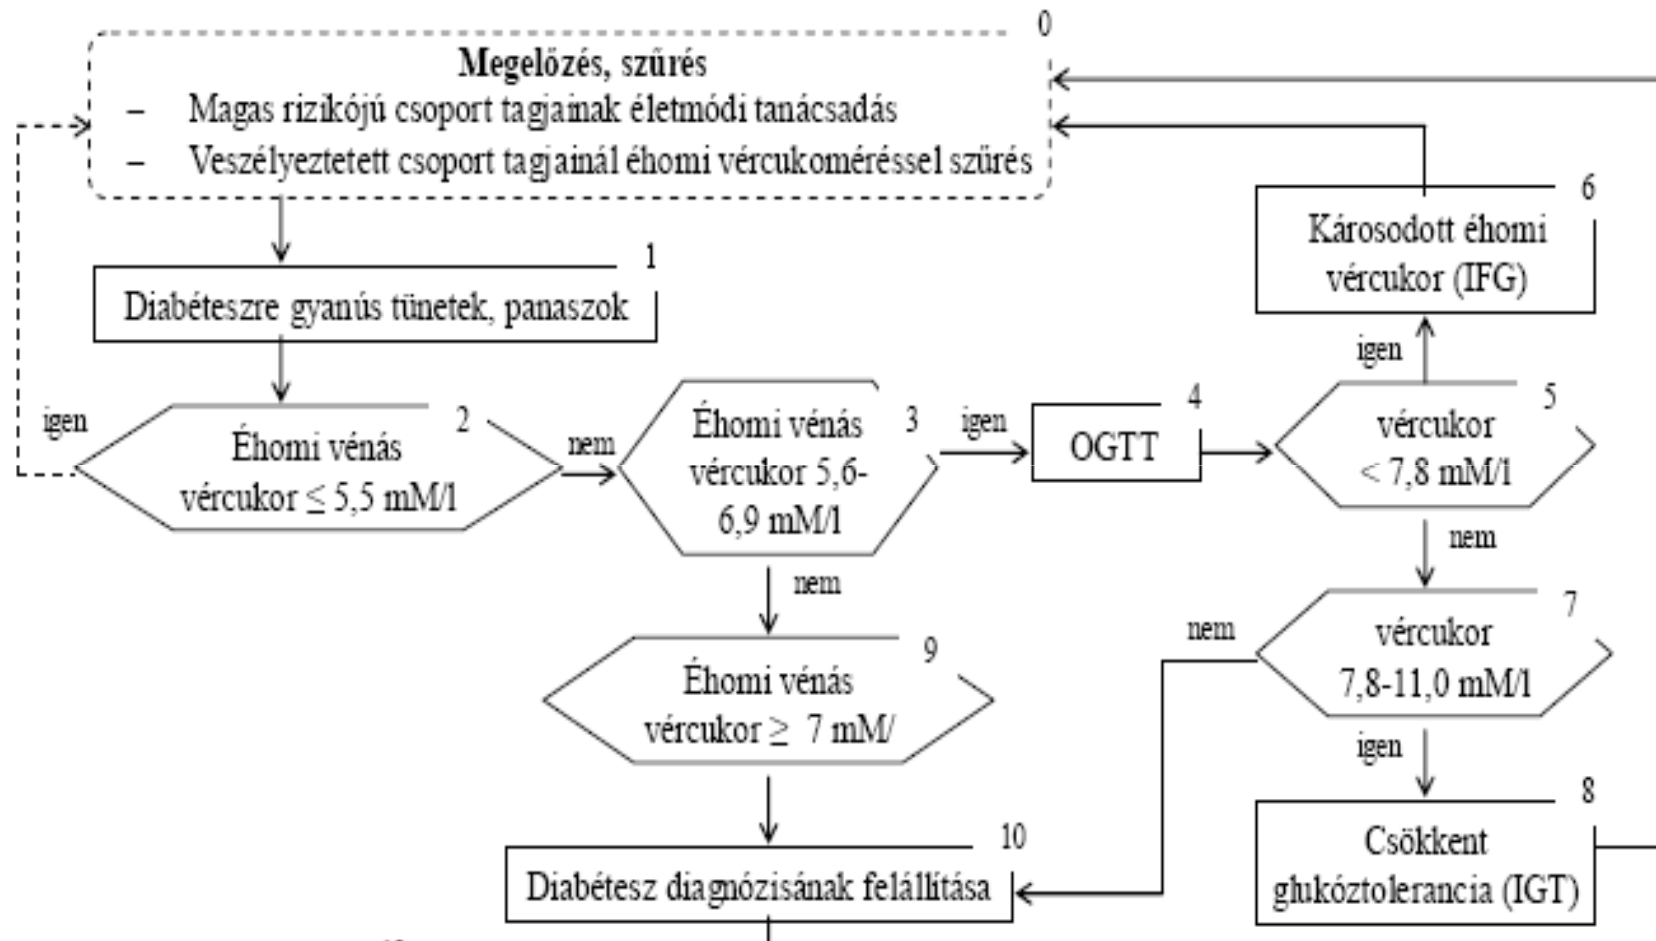 0
Megelőzés, szűrés
– Magas rizikójú csoport tagjainak életmódi tanácsadás
– Veszélyeztetett csoport tagjainál éhomi vércukoméréssel szűrés
1
Diabéteszre gyanús tünetek, panaszok
igen
2
Éhomi vénás
vércukor ≤ 5,5 mM/l
nem
3
Éhomi vénás
vércukor 5,6-
6,9 mM/l
igen
4
OGTT
5
vércukor
< 7,8 mM/l
igen
6
Károsodott éhomi
vércukor (IFG)
nem
7
vércukor
7,8-11,0 mM/l
nem
igen
8
Csökkent
glukóztolerancia (IGT)
nem
9
Éhomi vénás
vércukor ≥ 7 mM/
10
Diabétesz diagnózisának felállítása